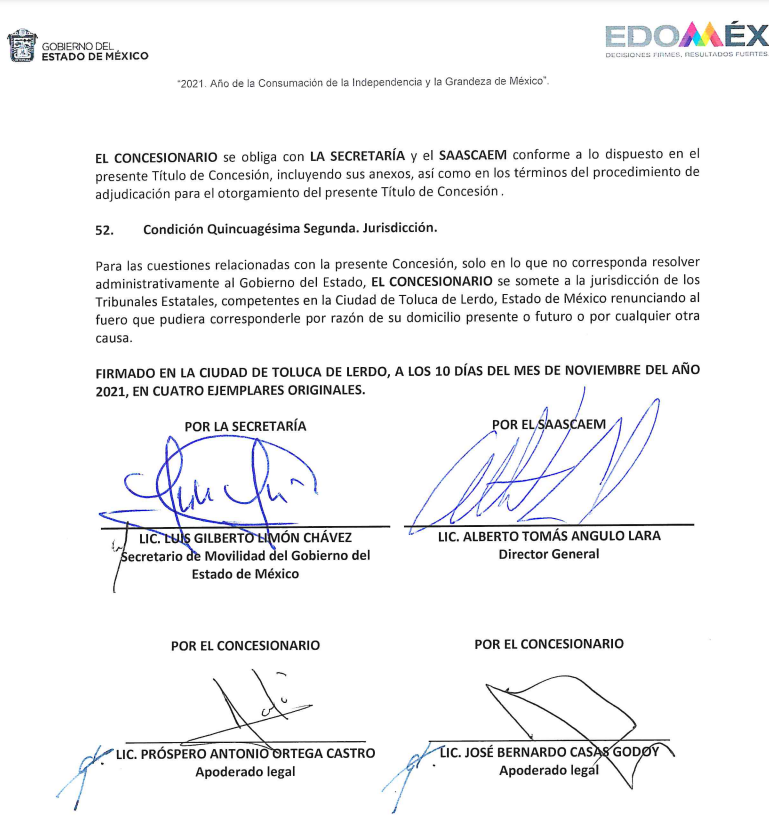 GOBIERNO DEL
ESTADO DE MÉXICO
EDOMÉX
DECISIONES FIRMES, RESULTADOS FUERTES.
"2021. Año de la Consumación de la Independencia y la Grandeza de México".
EL CONCESIONARIO se obliga con LA SECRETARÍA y el SAASCAEM conforme a lo dispuesto en el
presente Título de Concesión, incluyendo sus anexos, así como en los términos del procedimiento de
adjudicación para el otorgamiento del presente Título de Concesión.
52. Condición Quincuagésima Segunda. Jurisdicción.
Para las cuestiones relacionadas con la presente Concesión, solo en lo que no corresponda resolver
administrativamente al Gobierno del Estado, EL CONCESIONARIO se somete a la jurisdicción de los
Tribunales Estatales, competentes en la Ciudad de Toluca de Lerdo, Estado de México renunciando al
fuero que pudiera corresponderle por razón de su domicilio presente o futuro o por cualquier otra
causa.
FIRMADO EN LA CIUDAD DE TOLUCA DE LERDO, A LOS 10 DÍAS DEL MES DE NOVIEMBRE DEL AÑO
2021, EN CUATRO EJEMPLARES ORIGINALES.
POR LA SECRETARÍA
LIC. LUIS GILBERTO LIMÓN CHÁVEZ
Secretario de Movilidad del Gobierno del
Estado de México
POR EL SAASCAEM
LIC. ALBERTO TOMÁS ANGULO LARA
Director General
POR EL CONCESIONARIO
LIC. PRÓSPERO ANTONIO ORTEGA CASTRO
Apoderado legal
POR EL CONCESIONARIO
LIC. JOSÉ BERNARDO CASAS GODOY
Apoderado legal